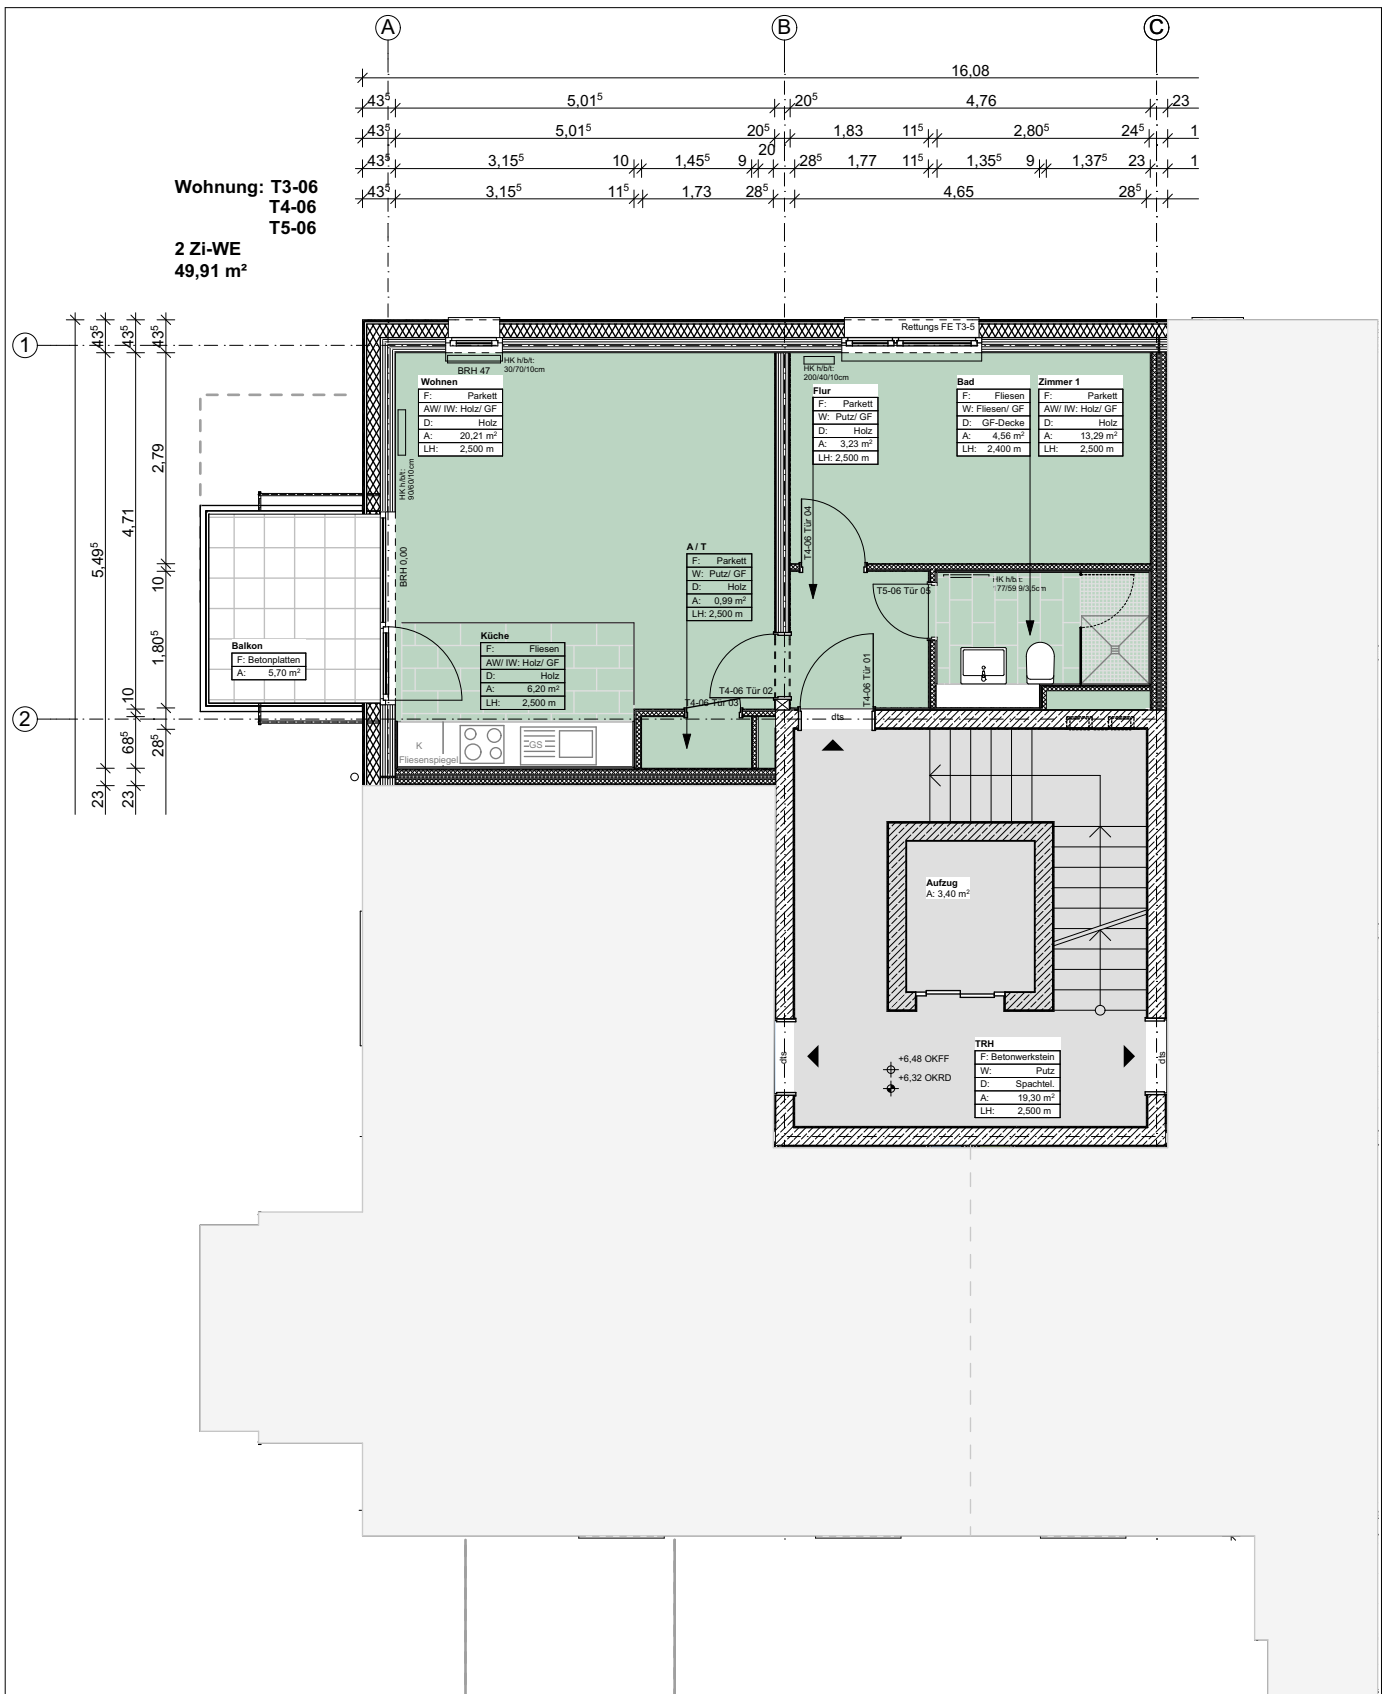 A B C
16,08
43⁵ 5,01⁵ 20⁵ 4,76 23
43⁵ 5,01⁵ 20⁵ 1,83 11⁵ 2,80⁵ 24⁵ 1
20
43⁵ 3,15⁵ 10 1,45⁵ 9 28⁵ 1,77 11⁵ 1,35⁵ 9 1,37⁵ 23 1
43⁵ 3,15⁵ 11⁵ 1,73 28⁵ 4,65 28⁵
Wohnung: T3-06
T4-06
T5-06
2 Zi-WE
49,91 m²
1
2
43⁵ 5,49⁵ 23
43⁵ 4,71 10 68⁵ 23
43⁵ 2,79 10 1,80⁵ 28⁵
Rettungs FE T3-5
BRH 47
HK h/b/t:
30/70/10cm
HK h/b/t:
200/40/10cm
HK h/b/t:
90/60/10cm
BRH 0,00
Wohnen
F: Parkett
AW/ IW: Holz/ GF
D: Holz
A: 20,21 m²
LH: 2,500 m
Flur
F: Parkett
W: Putz/ GF
D: Holz
A: 3,23 m²
LH: 2,500 m
Bad
F: Fliesen
W: Fliesen/ GF
D: GF-Decke
A: 4,56 m²
LH: 2,400 m
Zimmer 1
F: Parkett
AW/ IW: Holz/ GF
D: Holz
A: 13,29 m²
LH: 2,500 m
A / T
F: Parkett
W: Putz/ GF
D: Holz
A: 0,99 m²
LH: 2,500 m
T4-06 Tür 04
T5-06 Tür 05
HK h/b/t:
T4-06 Tür 01
T4-06 Tür 02
T4-06 Tür 03
Küche
F: Fliesen
AW/ IW: Holz/ GF
D: Holz
A: 6,20 m²
LH: 2,500 m
Balkon
F: Betonplatten
A: 5,70 m²
K
GS
Fliesenspiegel
dts
Aufzug
A: 3,40 m²
+6,48 OKFF
+6,32 OKRD
dts
dts
TRH
F: Betonwerkstein
W: Putz
D: Spachtel.
A: 19,30 m²
LH: 2,500 m